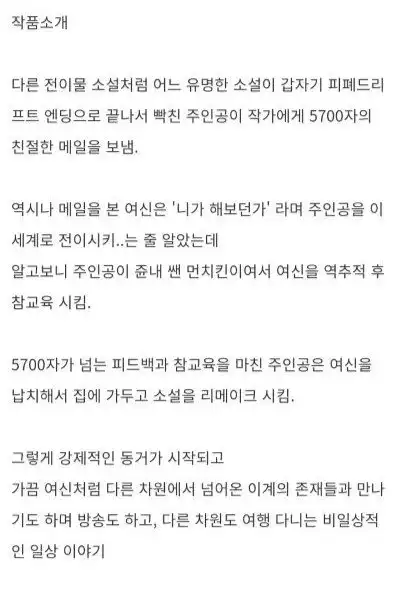 작품소개
다른 전이물 소설처럼 어느 유명한 소설이 갑자기 피폐드리
프트 엔딩으로 끝나서 빡친 주인공이 작가에게 5700자의
친절한 메일을 보냄.
역시나 메일을 본 여신은 '니가 해보던가' 라며 주인공을 이
세계로 전이시키..는 줄 알았는데
알고보니 주인공이 쥰내 쌘 먼치킨이여서 여신을 역추적 후
참교육 시킴.
5700자가 넘는 피드백과 참교육을 마친 주인공은 여신을
납치해서 집에 가두고 소설을 리메이크 시킴.
그렇게 강제적인 동거가 시작되고
가끔 여신처럼 다른 차원에서 넘어온 이계의 존재들과 만나
기도 하며 방송도 하고, 다른 차원도 여행 다니는 비일상적
인 일상 이야기